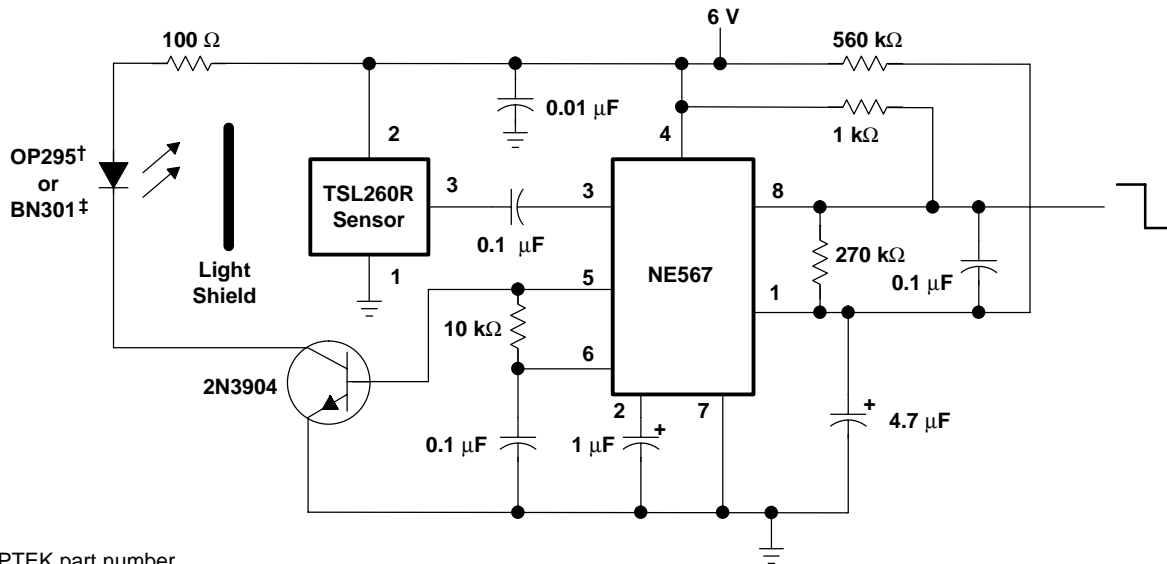 6 V
100 Ω
560 kΩ
0.01 µF
1 kΩ
2
4
OP295†
or
BN301‡
TSL260R
Sensor
3
3
8
0.1 µF
Light
Shield
1
NE567
270 kΩ
0.1 µF
5
1
10 kΩ
6
2N3904
2
7
0.1 µF
1 µF
+
+
4.7 µF
PTEK part number